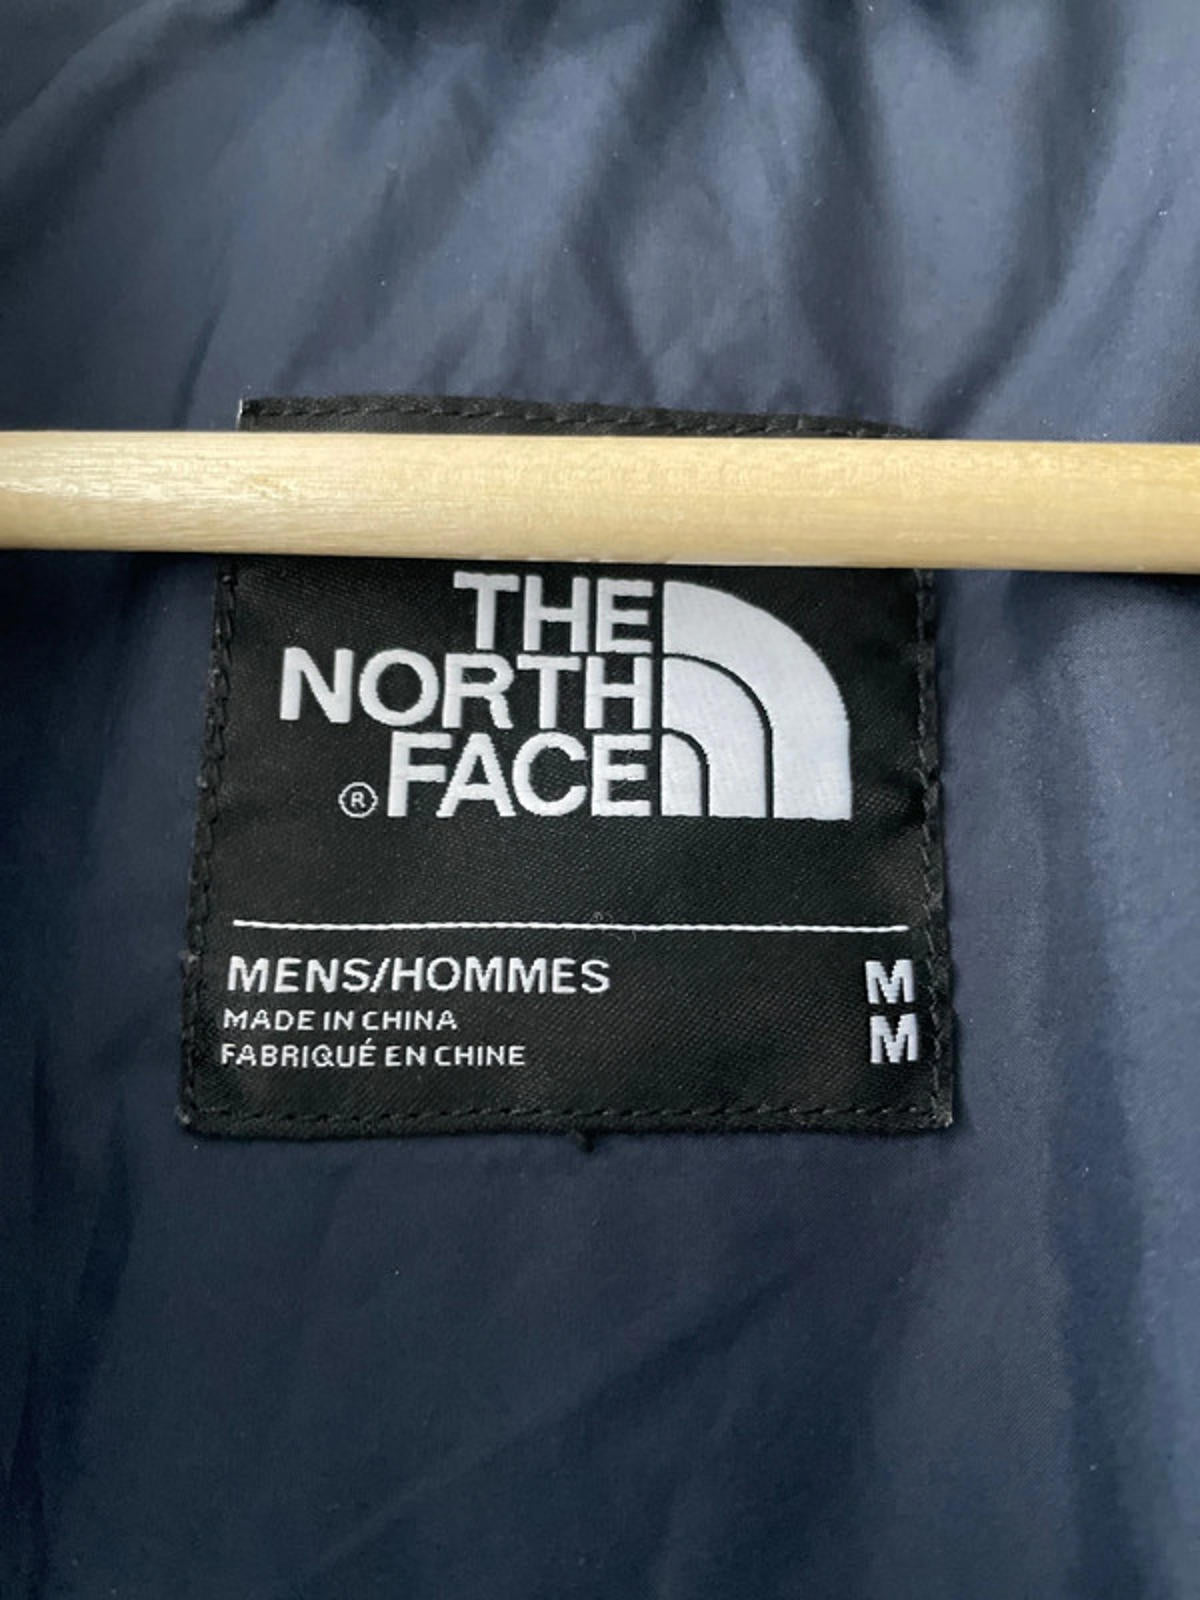 THE
NORTH
FACE
®
MENS/HOMMES M
MADE IN CHINA M
FABRIQUÉ EN CHINE